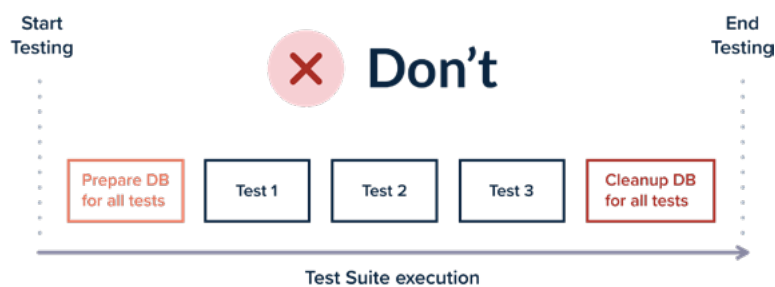 Start
Testing
End
Testing
Don't
Prepare DB
for all tests
Test 1
Test 2
Test 3
Cleanup DB
for all tests
Test Suite execution